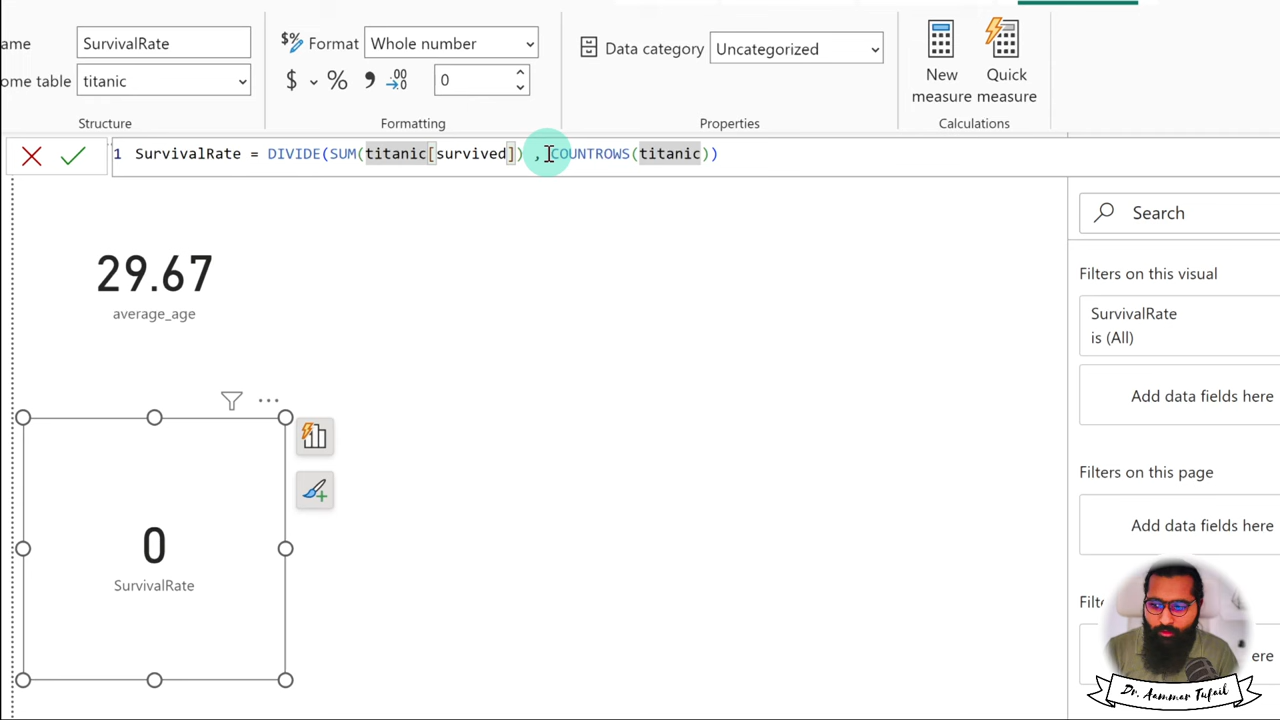 ame
SurvivalRate
Format
Whole number
Data category
Uncategorized
New
measure
Quick
measure
ome table
titanic
$
%
,
.00
→.0
0
Structure
Formatting
Properties
Calculations
1 SurvivalRate = DIVIDE(SUM(titanic[survived]) , COUNTROWS(titanic))
Search
29.67
average_age
Filters on this visual
SurvivalRate
is (All)
Add data fields here
0
SurvivalRate
Filters on this page
Add data fields here
Filt
ere
Dr. Aammar Tufail